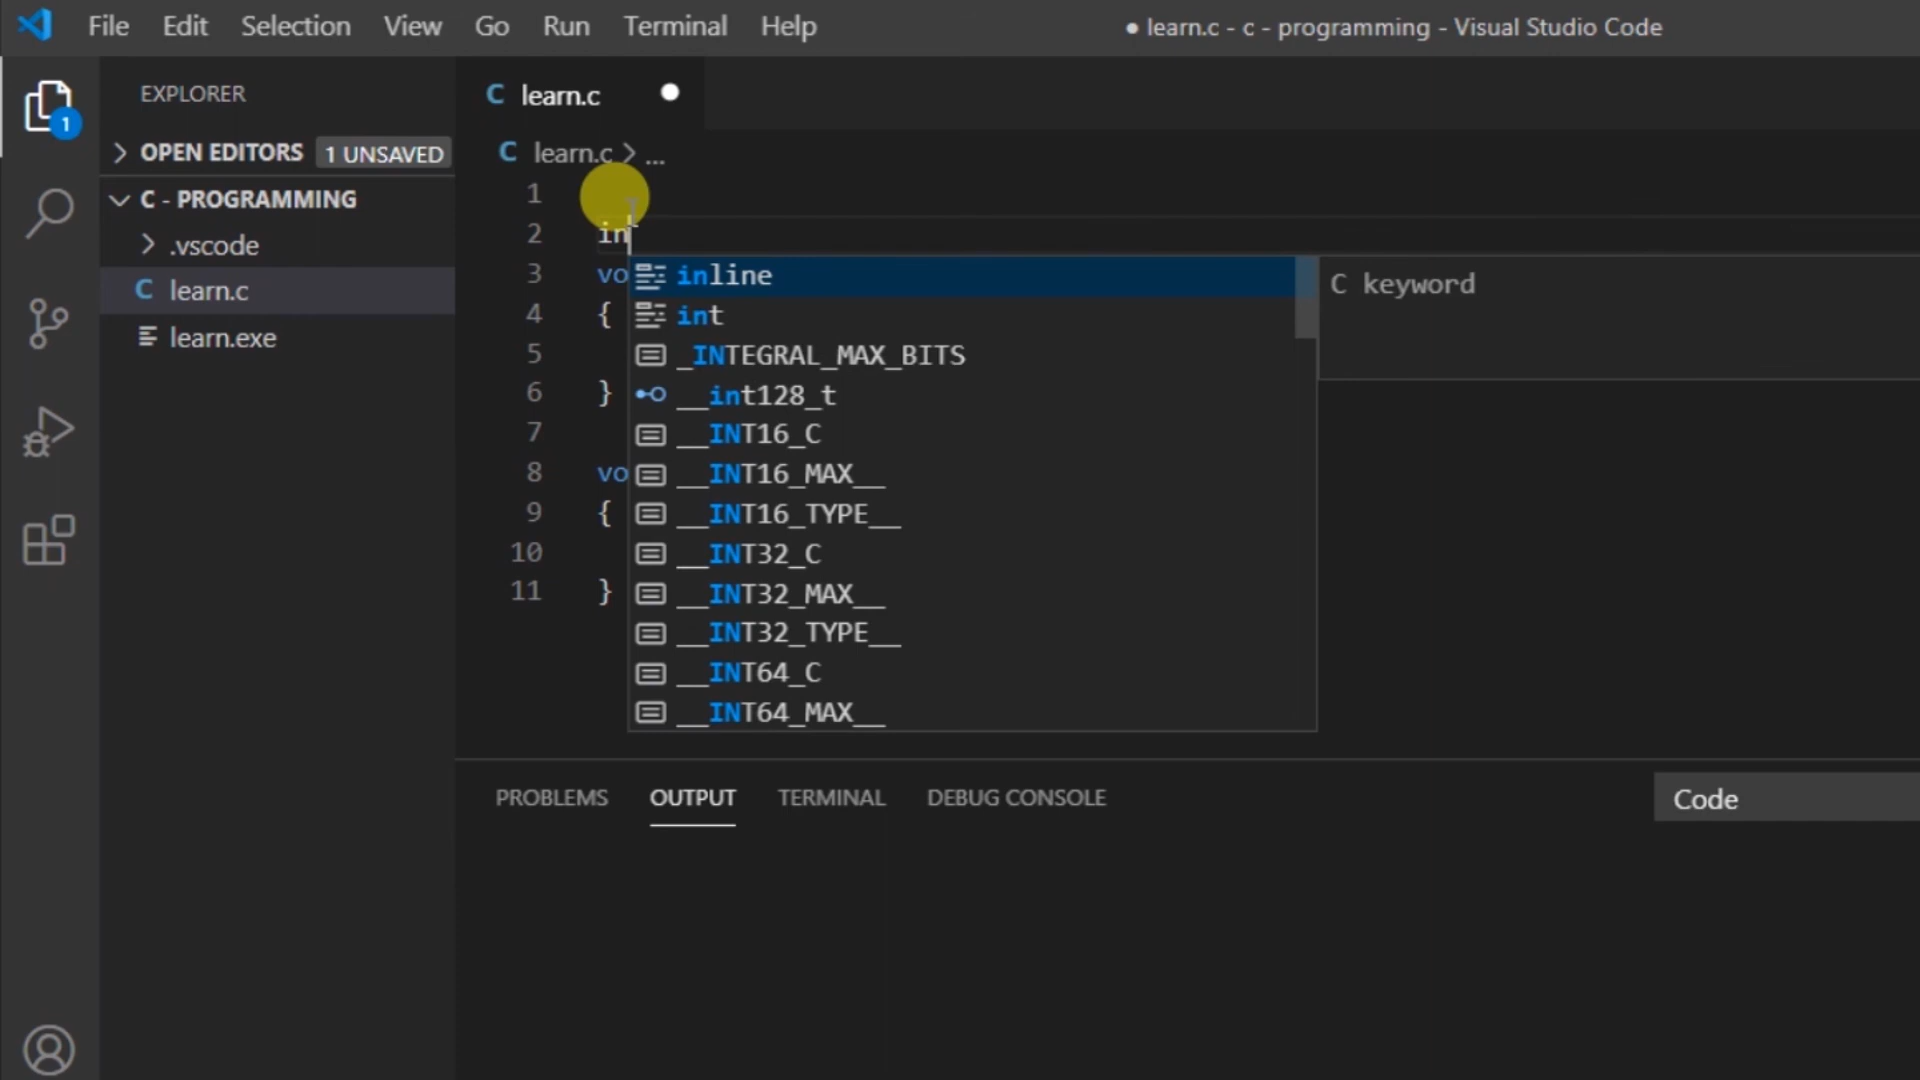 File Edit Selection View Go Run Terminal Help ● learn.c - c - programming - Visual Studio Code
1
EXPLORER
OPEN EDITORS 1 UNSAVED
C - PROGRAMMING
.vscode
C learn.c
learn.exe
C learn.c
C learn.c > ...
1
2 in
3 vo
4 {
5
6 }
7
8 vo
9 {
10
11 }
inline
int
_INTEGRAL_MAX_BITS
__int128_t
__INT16_C
__INT16_MAX__
__INT16_TYPE__
__INT32_C
__INT32_MAX__
__INT32_TYPE__
__INT64_C
__INT64_MAX__
C keyword
PROBLEMS OUTPUT TERMINAL DEBUG CONSOLE Code